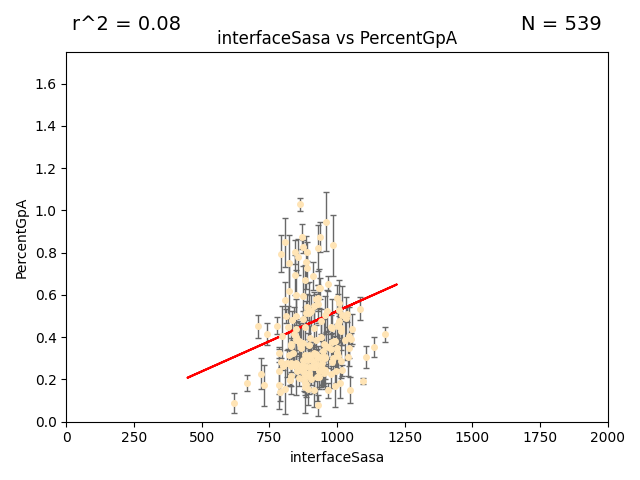 r^2 = 0.08
N = 539
interfaceSasa vs PercentGpA
PercentGpA
1.6
1.4
1.2
1.0
0.8
0.6
0.4
0.2
0.0
0 250 500 750 1000 1250 1500 1750 2000
interfaceSasa